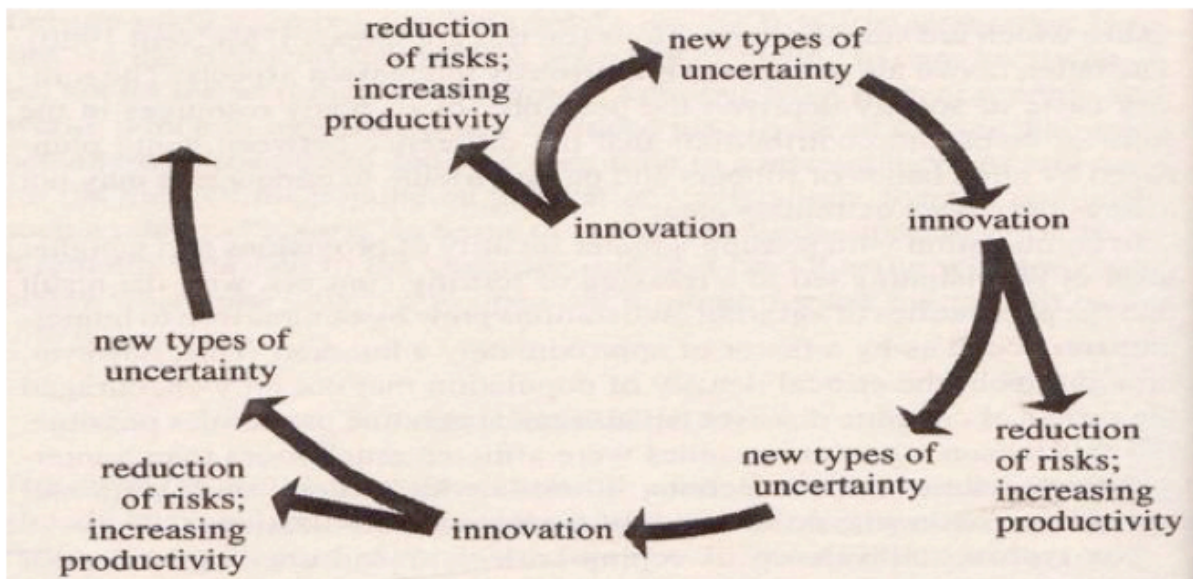 reduction
of risks;
increasing
productivity
new types of
uncertainty
innovation
innovation
new types of
uncertainty
reduction
of risks;
increasing
productivity
new types of
uncertainty
innovation
reduction
of risks;
increasing
productivity